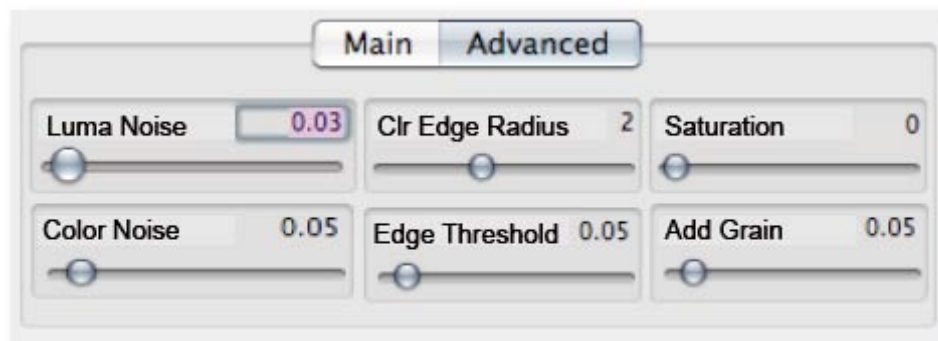 Main Advanced
Luma Noise 0.03 Clr Edge Radius 2 Saturation 0
Color Noise 0.05 Edge Threshold 0.05 Add Grain 0.05